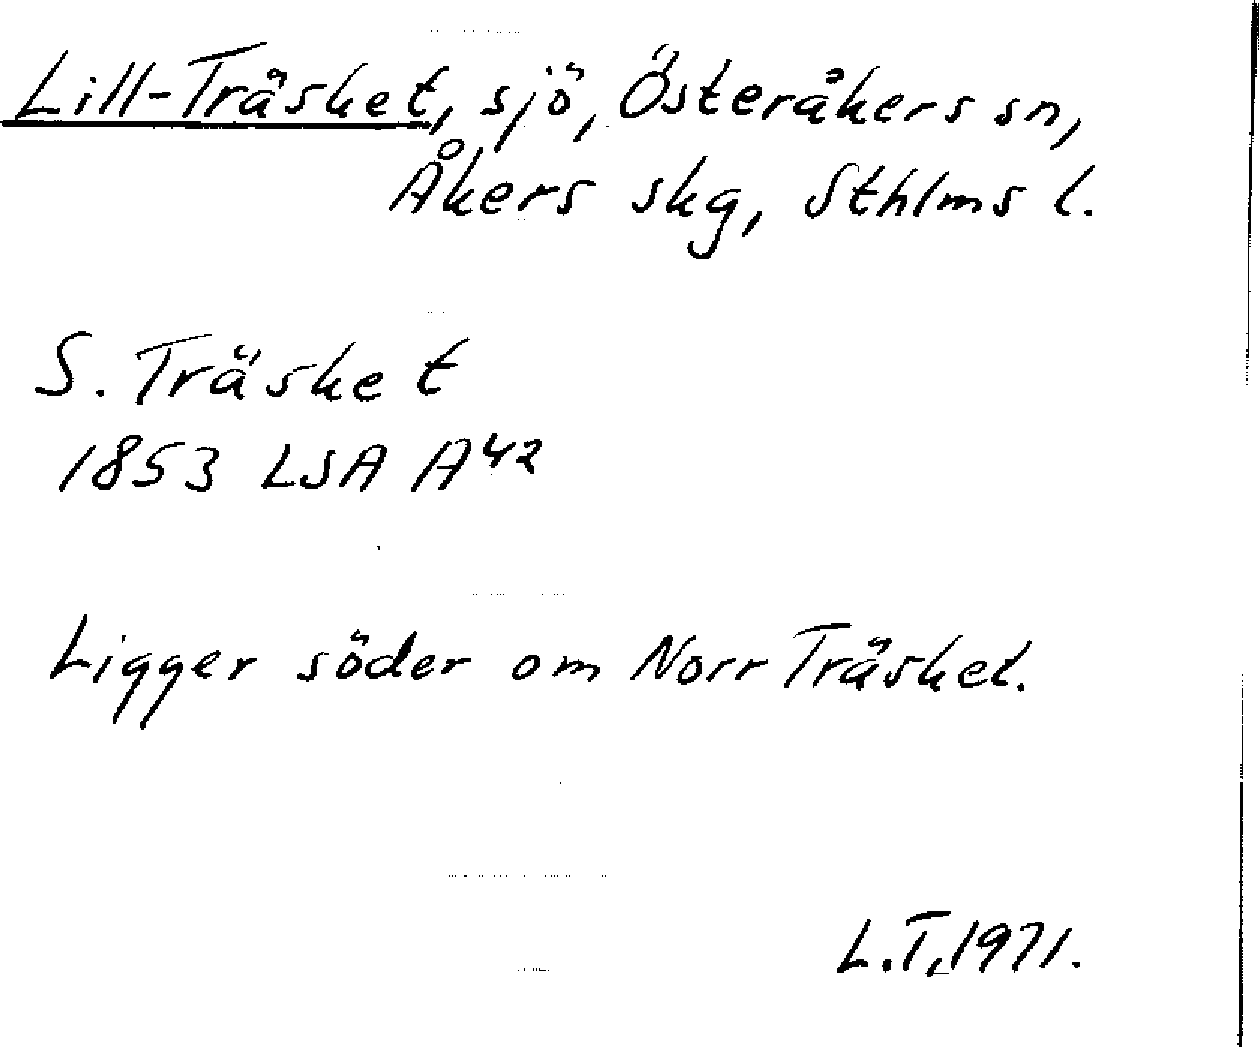 Lill-Träsket, sjö, Österåkers sn,
Åkers skg, Sthlms l.
S. Träsket
1853 LSA A42
Ligger söder om Norr Träsket.
L.T. 1971.